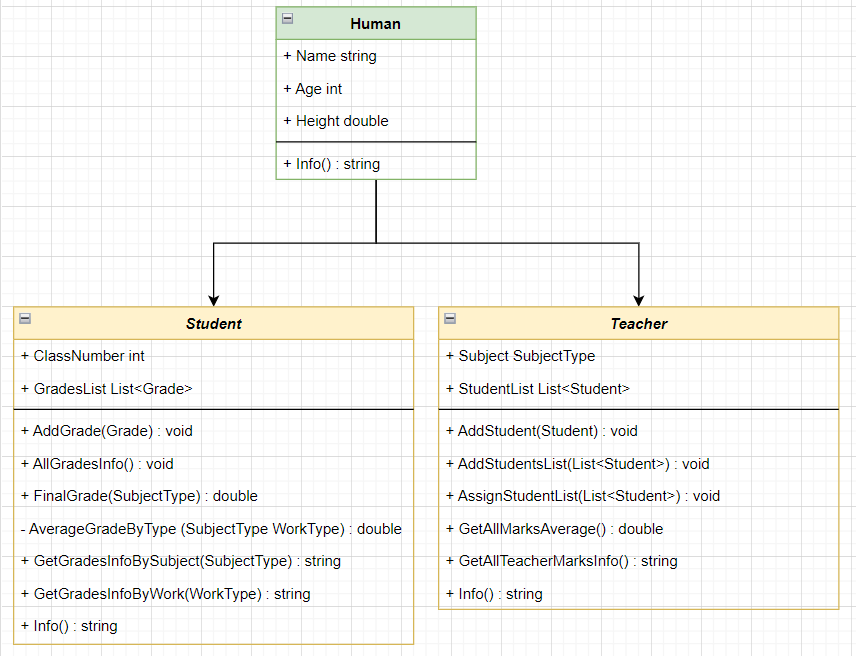 Human
+ Name string
+ Age int
+ Height double
+ Info() : string
Student
+ ClassNumber int
+ GradesList List<Grade>
+ AddGrade(Grade) : void
+ AllGradesInfo() : void
+ FinalGrade(SubjectType) : double
- AverageGradeByType (SubjectType WorkType) : double
+ GetGradesInfoBySubject(SubjectType) : string
+ GetGradesInfoByWork(WorkType) : string
+ Info() : string
Teacher
+ Subject SubjectType
+ StudentList List<Student>
+ AddStudent(Student) : void
+ AddStudentsList(List<Student>) : void
+ AssignStudentList(List<Student>) : void
+ GetAllMarksAverage() : double
+ GetAllTeacherMarksInfo() : string
+ Info() : string